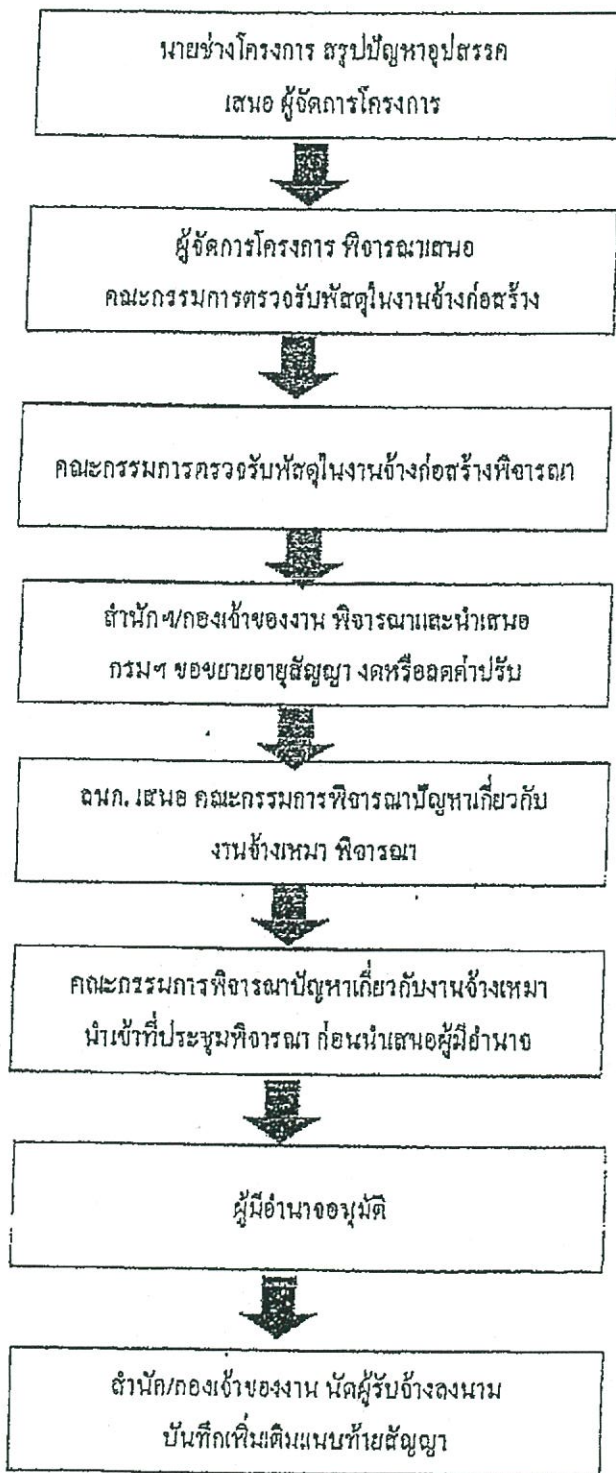 นายช่างโครงการ สรุปปัญหาอุปสรรค
เสนอ ผู้จัดการโครงการ
ผู้จัดการโครงการ พิจารณาเสนอ
คณะกรรมการตรวจรับพัสดุในงานจ้างก่อสร้าง
คณะกรรมการตรวจรับพัสดุในงานจ้างก่อสร้างพิจารณา
สำนักฯ/กองเจ้าของงาน พิจารณาและนำเสนอ
กรมฯ ขอขยายอายุสัญญา งดหรือลดค่าปรับ
เสนอ คณะกรรมการพิจารณาปัญหาเกี่ยวกับ
งานจ้างเหมา พิจารณา
คณะกรรมการพิจารณาปัญหาเกี่ยวกับงานจ้างเหมา
นำเข้าที่ประชุมพิจารณา ก่อนนำเสนอผู้มีอำนาจ
ผู้มีอำนาจอนุมัติ
สำนัก/กองเจ้าของงาน นัดผู้รับจ้างลงนาม
บันทึกเพิ่มเติมแนบท้ายสัญญา